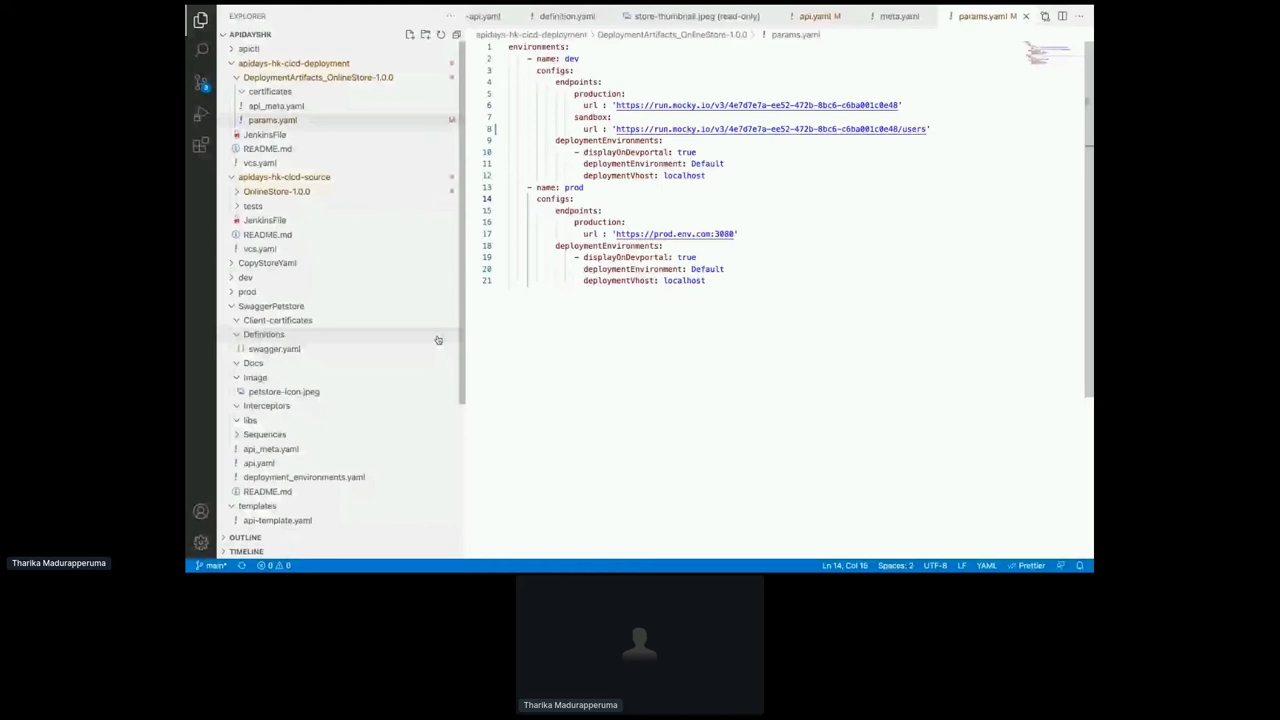 EXPLORER
APIDAYSHK
apictl
apidays-hk-cicd-deployment
DeploymentArtifacts_OnlineStore-1.0.0
certificates
api_meta.yaml
params.yaml M
JenkinsFile
README.md
vcs.yaml
apidays-hk-cicd-source
OnlineStore-1.0.0
tests
JenkinsFile
README.md
vcs.yaml
CopyStoreYaml
dev
prod
SwaggerPetstore
Client-certificates
Definitions
swagger.yaml
Docs
Image
petstore-icon.jpeg
Interceptors
libs
Sequences
api_meta.yaml
api.yaml
deployment_environments.yaml
README.md
templates
api-template.yaml
OUTLINE
TIMELINE
-api.yaml definition.yaml store-thumbnail.jpeg (read-only) api.yaml M meta.yaml params.yaml M
apidays-hk-cicd-deployment > DeploymentArtifacts_OnlineStore-1.0.0 > params.yaml
1 environments:
2 - name: dev
3 configs:
4 endpoints:
5 production:
6 url : 'https://run.mocky.io/v3/4e7d7e7a-ee52-472b-8bc6-c6ba001c0e48'
7 sandbox:
8 url : 'https://run.mocky.io/v3/4e7d7e7a-ee52-472b-8bc6-c6ba001c0e48/users'
9 deploymentEnvironments:
10 - displayOnDevportal: true
11 deploymentEnvironment: Default
12 deploymentVhost: localhost
13 - name: prod
14 configs:
15 endpoints:
16 production:
17 url : 'https://prod.env.com:3080'
18 deploymentEnvironments:
19 - displayOnDevportal: true
20 deploymentEnvironment: Default
21 deploymentVhost: localhost
main* 0 0 Ln 14, Col 15 Spaces: 2 UTF-8 LF YAML Prettier
Tharika Madurapperuma
Tharika Madurapperuma